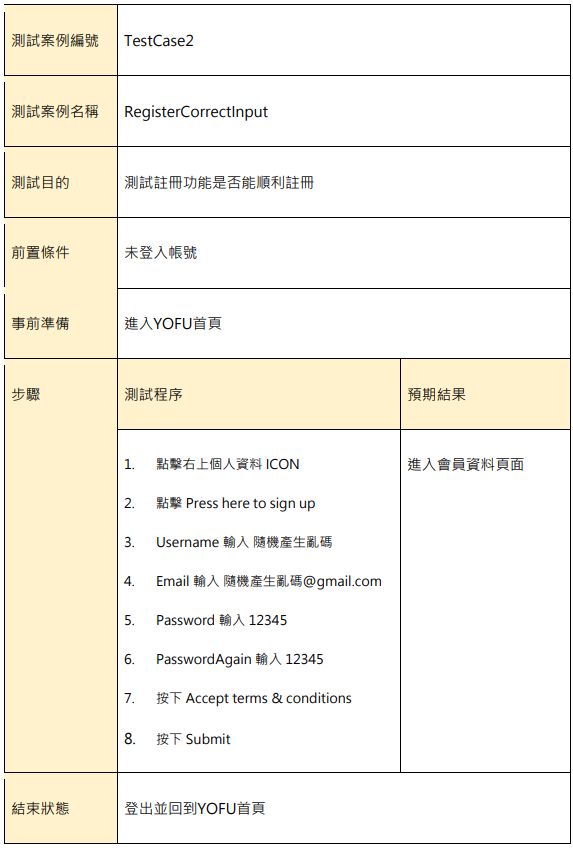 測試案例編號 TestCase2
測試案例名稱 RegisterCorrectInput
測試目的 測試註冊功能是否能順利註冊
前置條件 未登入帳號
事前準備 進入YOFU首頁
步驟 測試程序 預期結果
1. 點擊右上個人資料 ICON 進入會員資料頁面
2. 點擊 Press here to sign up
3. Username 輸入 隨機產生亂碼
4. Email 輸入 隨機產生亂碼@gmail.com
5. Password 輸入 12345
6. PasswordAgain 輸入 12345
7. 按下 Accept terms & conditions
8. 按下 Submit
結束狀態 登出並回到YOFU首頁